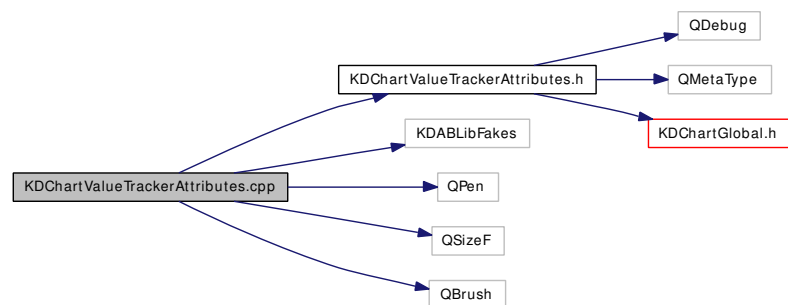 QDebug
KDChartValueTrackerAttributes.h
QMetaType
KDABLibFakes
KDChartGlobal.h
KDChartValueTrackerAttributes.cpp
QPen
QSizeF
QBrush